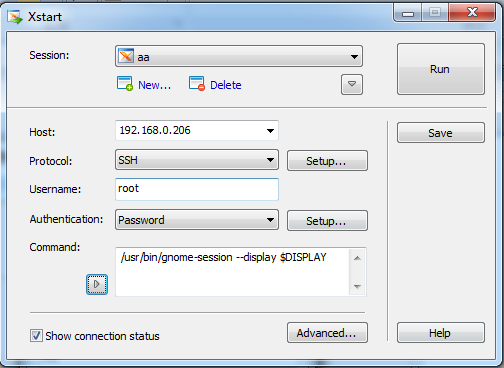 Xstart
Session: aa
Run
New... Delete
Host: 192.168.0.206
Save
Protocol: SSH Setup...
Username: root
Authentication: Password Setup...
Command: /usr/bin/gnome-session --display $DISPLAY
Show connection status Advanced... Help